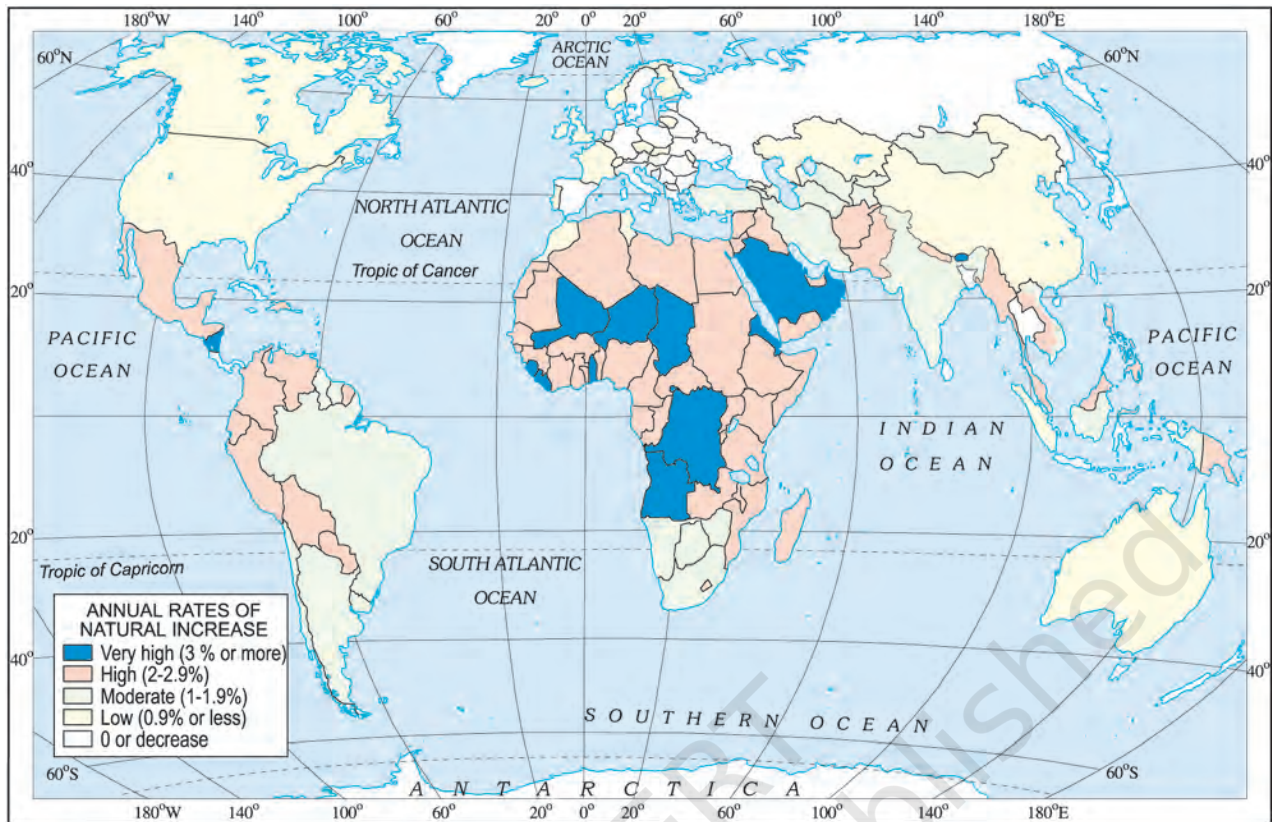 180°W 140° 100° 60° 20° 0° 20° 60° 100° 140° 180°E
ARCTIC
OCEAN
60°N
60°N
40°
40°
NORTH ATLANTIC
OCEAN
Tropic of Cancer
20°
20°
PACIFIC
OCEAN
PACIFIC
OCEAN
INDIAN
OCEAN
20°
20°
Tropic of Capricorn
SOUTH ATLANTIC
OCEAN
ANNUAL RATES OF
NATURAL INCREASE
Very high (3 % or more)
High (2-2.9%)
Moderate (1-1.9%)
Low (0.9% or less)
0 or decrease
40°
40°
SOUTHERN OCEAN
60°S
60°S
ANTARCTICA
180°W 140° 100° 60° 20° 0° 20° 60° 100° 140° 180°E